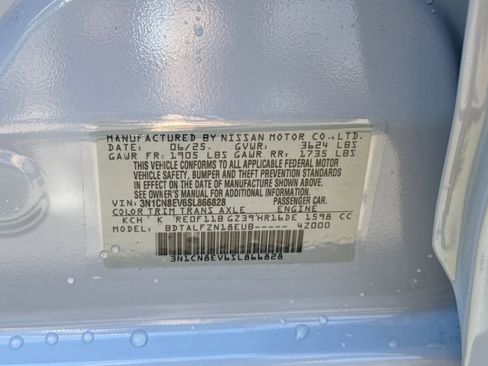 MANUFACTURED BY NISSAN MOTOR CO.,LTD.
DATE: 06/25. GVWR: 3624 LBS
GAWR FR: 1905 LBS GAWR RR: 1735 LBS
THIS VEHICLE CONFORMS TO ALL APPLICABLE FEDERAL MOTOR
VEHICLE SAFETY, BUMPER AND THEFT PREVENTION STANDARDS
IN EFFECT ON THE DATE OF MANUFACTURE SHOWN ABOVE.
SEE OWNER'S MANUAL FOR ADDITIONAL INFORMATION
VIN: 3N1CN8EV6SL866828 PASSENGER CAR.
COLOR TRIM TRANS AXLE ENGINE
KCH K RE0F11B GZ39 HR16DE 1598 CC
MODEL: BDTALFZN18EUB----- 4Z000
3N1CN8EV6SL866828